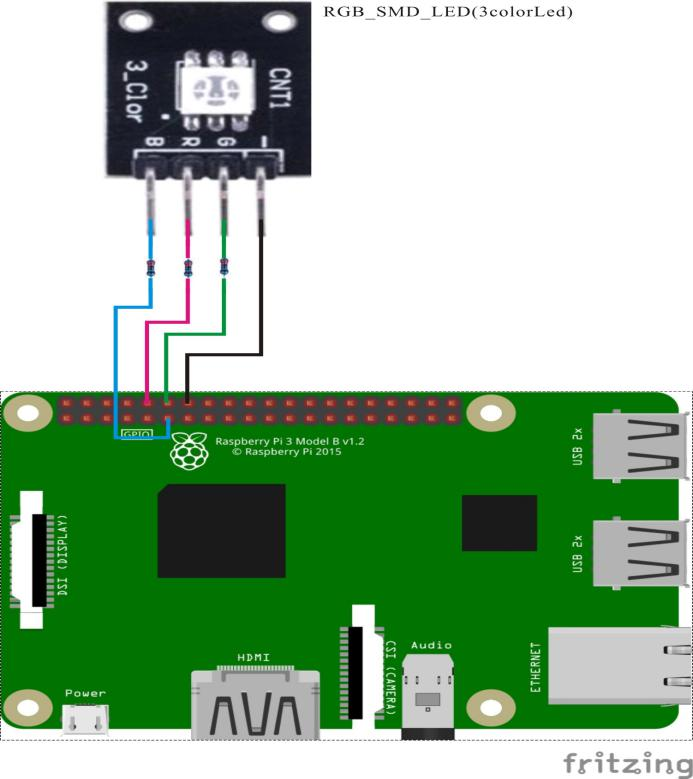 RGB_SMD_LED(3colorLed)
CNT1
3_Clor
B R G -
GPIO
Raspberry Pi 3 Model B v1.2
© Raspberry Pi 2015
USB 2x
USB 2x
DSI (DISPLAY)
HDMI
CSI (CAMERA)
Audio
ETHERNET
Power
fritzing